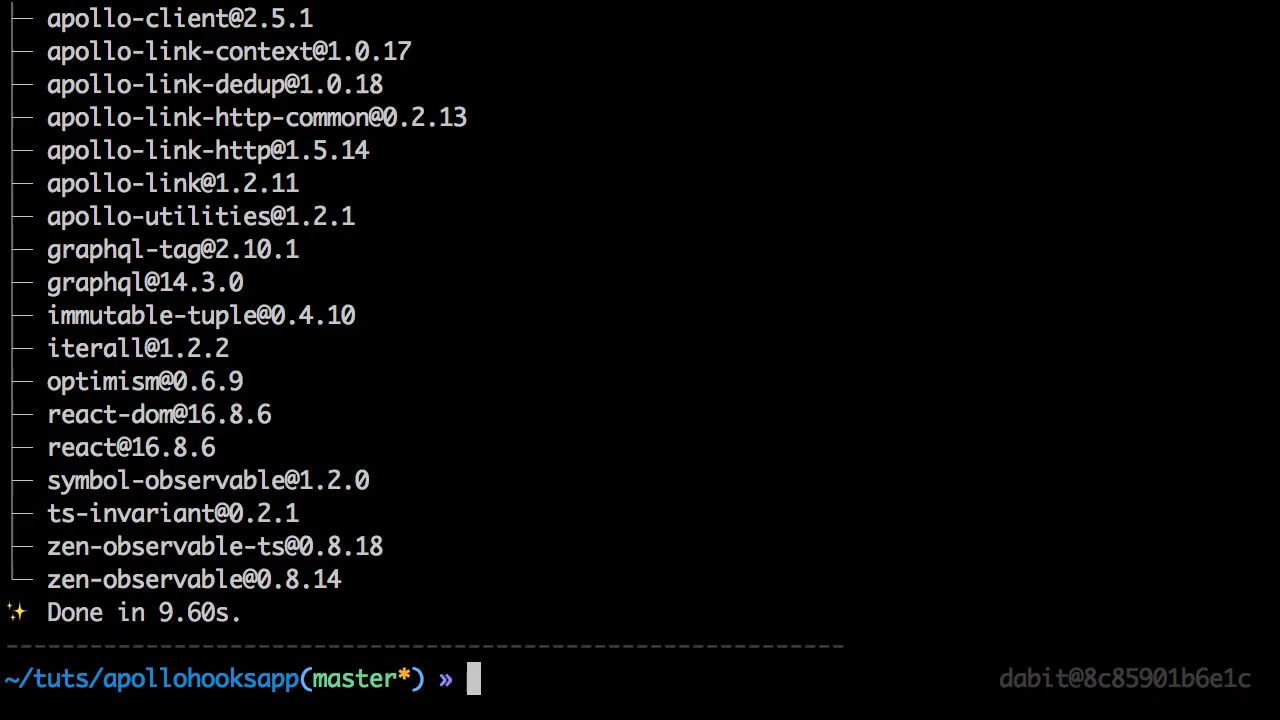 ├─ apollo-client@2.5.1
├─ apollo-link-context@1.0.17
├─ apollo-link-dedup@1.0.18
├─ apollo-link-http-common@0.2.13
├─ apollo-link-http@1.5.14
├─ apollo-link@1.2.11
├─ apollo-utilities@1.2.1
├─ graphql-tag@2.10.1
├─ graphql@14.3.0
├─ immutable-tuple@0.4.10
├─ iterall@1.2.2
├─ optimism@0.6.9
├─ react-dom@16.8.6
├─ react@16.8.6
├─ symbol-observable@1.2.0
├─ ts-invariant@0.2.1
├─ zen-observable-ts@0.8.18
└─ zen-observable@0.8.14
✨ Done in 9.60s.
------------------------------------------------------------
~/tuts/apollohooksapp(master*) » dabit@8c85901b6e1c